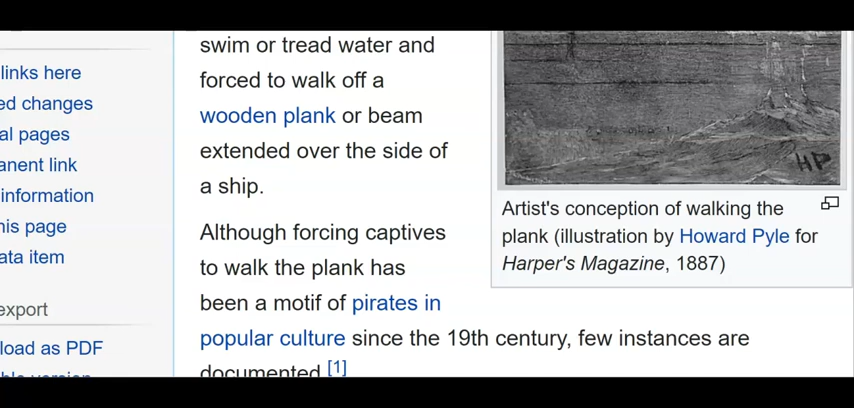 links here
ed changes
al pages
anent link
information
his page
ata item
export
load as PDF
swim or tread water and
forced to walk off a
wooden plank or beam
extended over the side of
a ship.
Although forcing captives
to walk the plank has
been a motif of pirates in
popular culture since the 19th century, few instances are
documented.[1]
HP
Artist's conception of walking the
plank (illustration by Howard Pyle for
Harper's Magazine, 1887)